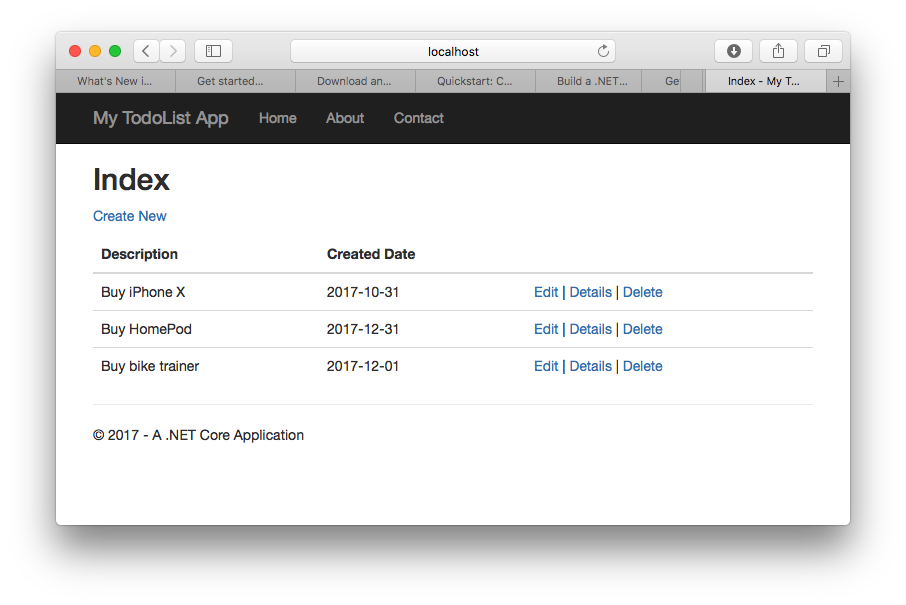 localhost
What's New i... Get started... Download an... Quickstart: C... Build a .NET... Ge Index - My T...
My TodoList App Home About Contact
Index
Create New
Description Created Date
Buy iPhone X 2017-10-31 Edit | Details | Delete
Buy HomePod 2017-12-31 Edit | Details | Delete
Buy bike trainer 2017-12-01 Edit | Details | Delete
© 2017 - A .NET Core Application